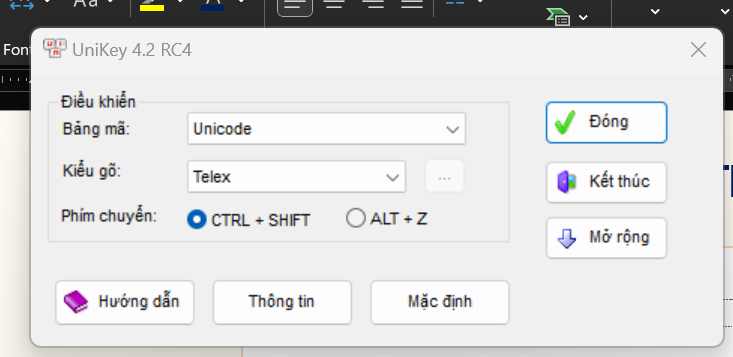 Aa
A
Font
UniKey 4.2 RC4
Điều khiển
Bảng mã: Unicode
Kiểu gõ: Telex ...
Phím chuyển: CTRL + SHIFT ALT + Z
Đóng
Kết thúc
Mở rộng
Hướng dẫn Thông tin Mặc định